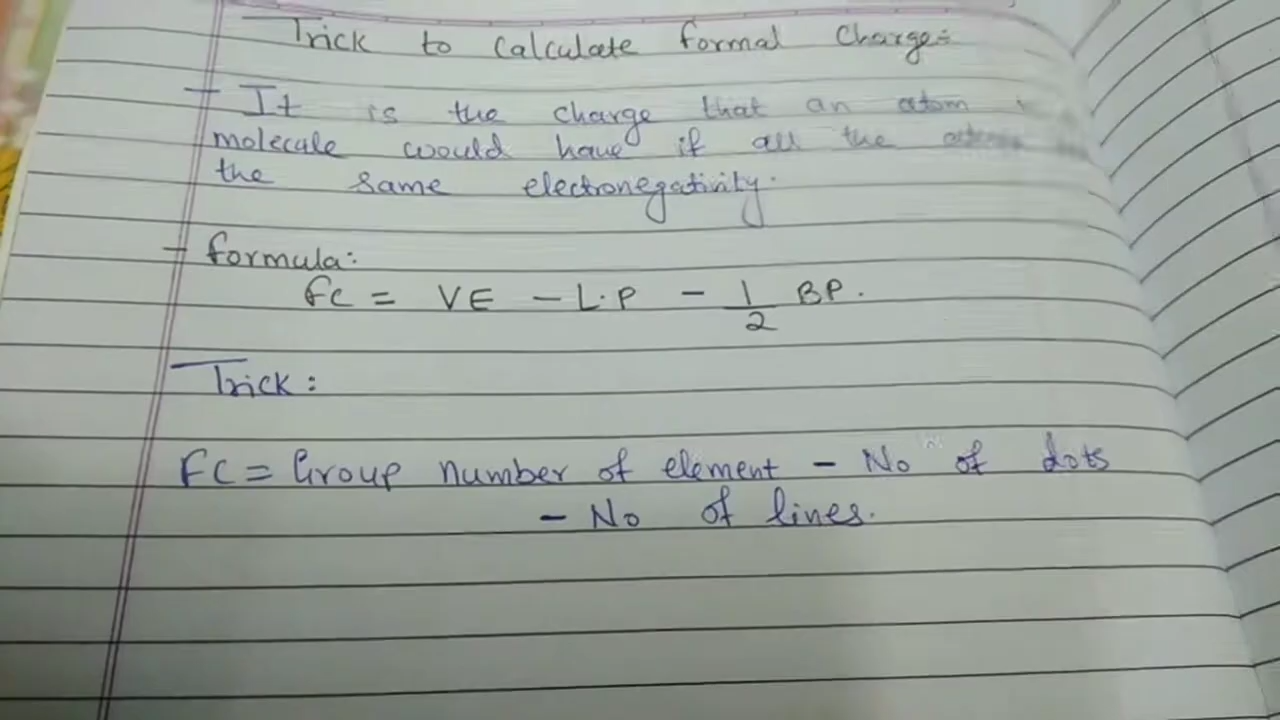 Trick to calculate formal charge:
- It is the charge that an atom
molecule would have if all the
the same electronegativity.
- formula:
FC = VE - L.P - 1/2 BP.
Trick:
FC = Group number of element - No of dots
- No of lines.